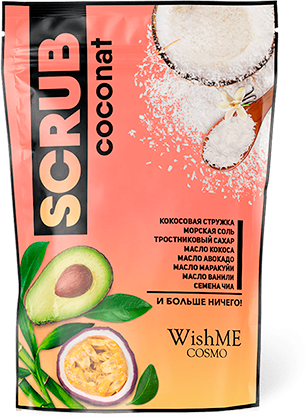 SCRUB
coconat
КОКОСОВАЯ СТРУЖКА
МОРСКАЯ СОЛЬ
ТРОСТНИКОВЫЙ САХАР
МАСЛО КОКОСА
МАСЛО АВОКАДО
МАСЛО МАРАКУЙИ
МАСЛО ВАНИЛИ
СЕМЕНА ЧИА
И БОЛЬШЕ НИЧЕГО!
WishME
COSMO